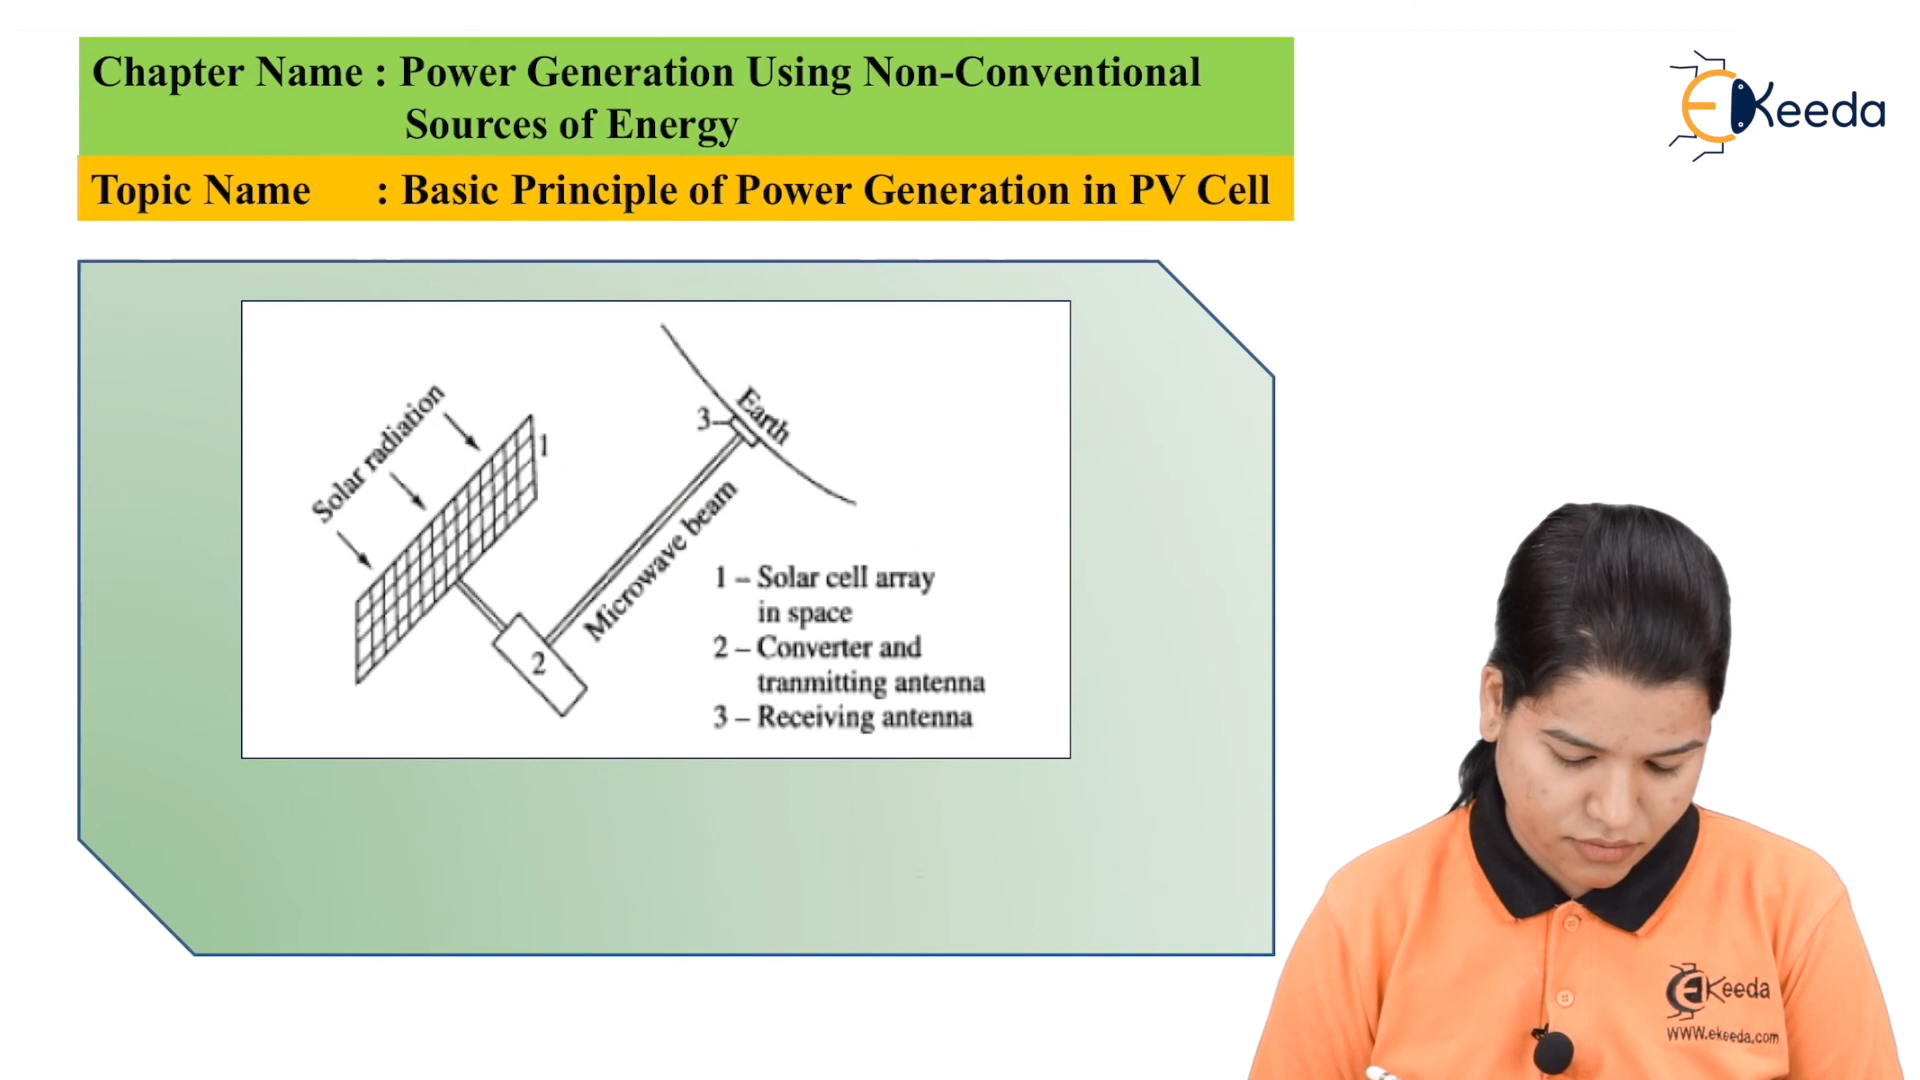 Chapter Name : Power Generation Using Non-Conventional
Sources of Energy
Topic Name : Basic Principle of Power Generation in PV Cell
EKeeda
Solar radiation
1
3
Earth
Microwave beam
2
1 – Solar cell array
in space
2 – Converter and
tranmitting antenna
3 – Receiving antenna
EKeeda
WWW.ekeeda.com